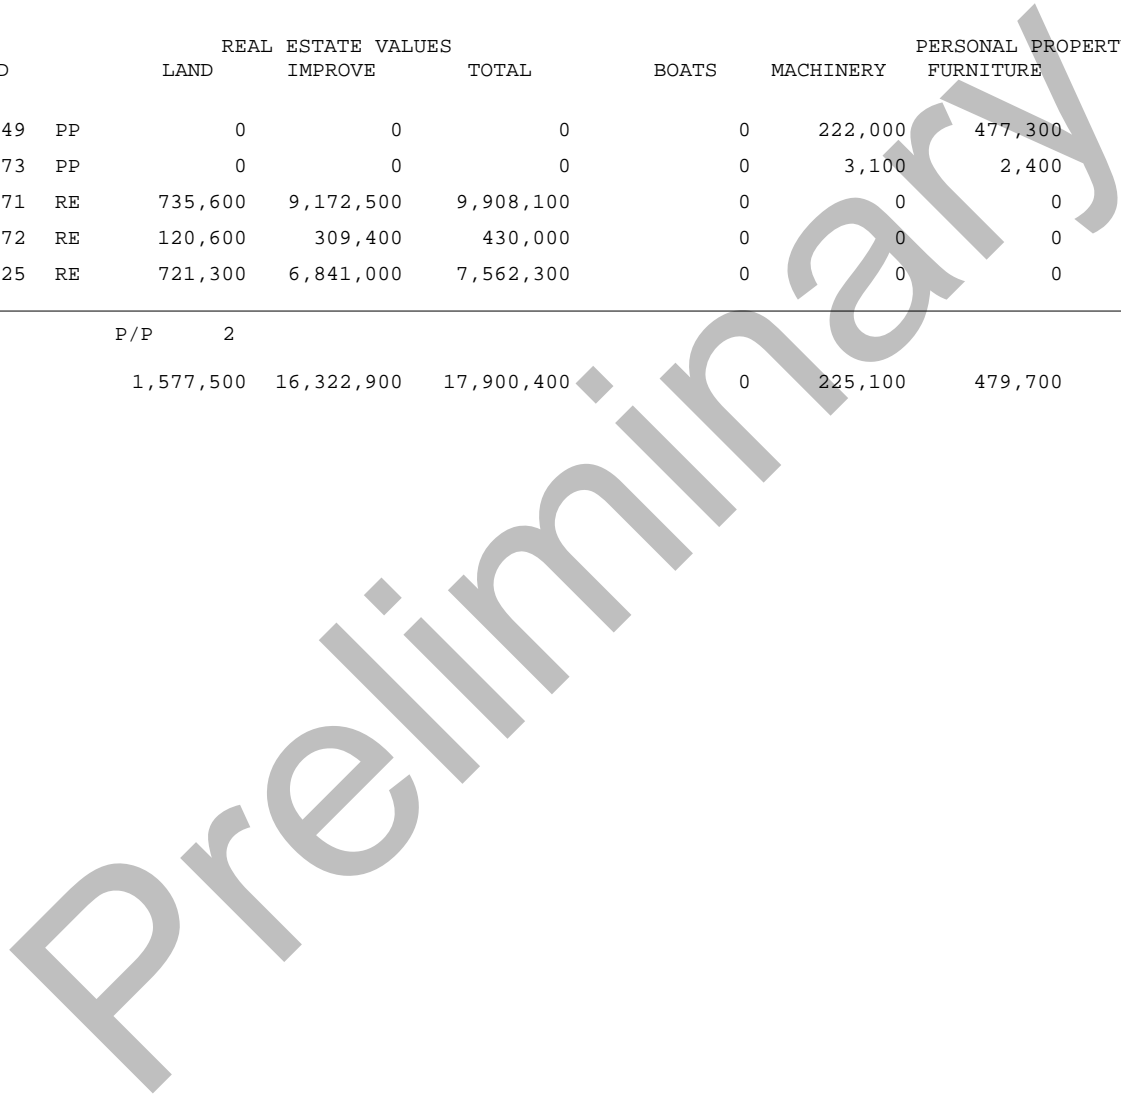 REAL ESTATE VALUES PERSONAL PROPERTY
D LAND IMPROVE TOTAL BOATS MACHINERY FURNITURE
49 PP 0 0 0 0 222,000 477,300
73 PP 0 0 0 0 3,100 2,400
71 RE 735,600 9,172,500 9,908,100 0 0 0
72 RE 120,600 309,400 430,000 0 0 0
25 RE 721,300 6,841,000 7,562,300 0 0 0
P/P 2
1,577,500 16,322,900 17,900,400 0 225,100 479,700
Preliminary